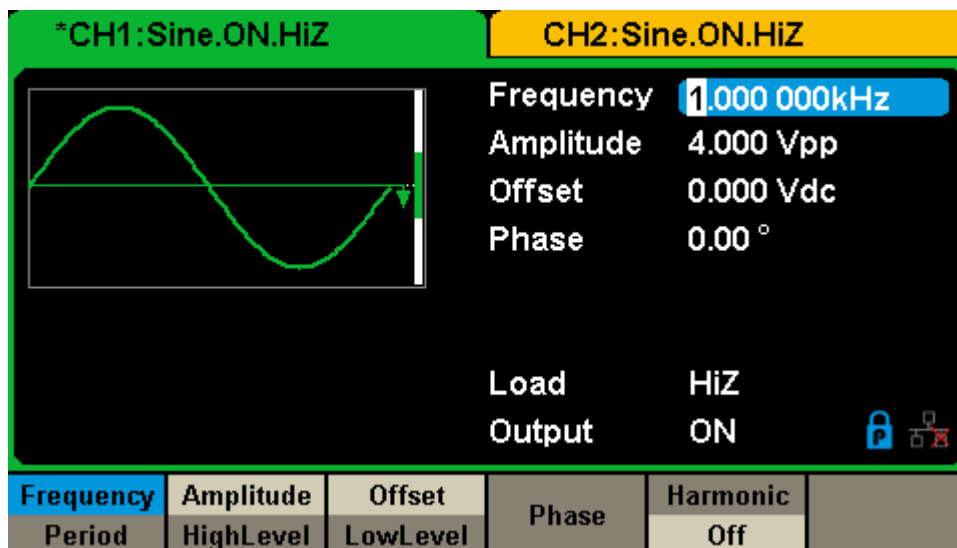 *CH1:Sine.ON.HiZ
CH2:Sine.ON.HiZ
Frequency 1.000 000kHz
Amplitude 4.000 Vpp
Offset 0.000 Vdc
Phase 0.00 °
Load HiZ
Output ON
P
Frequency Amplitude Offset Phase Harmonic
Period HighLevel LowLevel Off